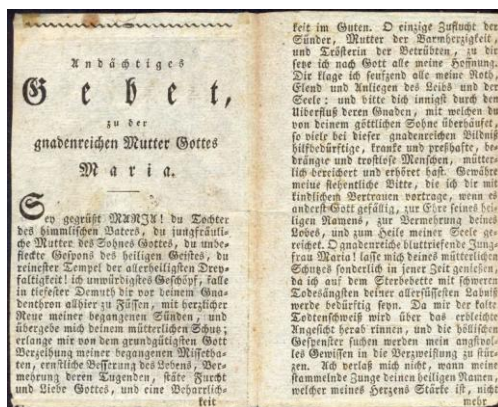 Andächtiges
Gebet,
zu der
gnadenreichen Mutter Gottes
Maria.
Sey gegrüßt MARJA! du Tochter
des himmlischen Vaters, du jungfräuli-
che Mutter des Sohnes Gottes, du unbe-
fleckte Gespons des heiligen Geistes, du
reinester Tempel der allerheiligsten Drey-
faltigkeit! ich unwürdigstes Geschöpf, falle
in tiefester Demuth dir vor deinem Gna-
denthron allhier zu Füssen, mit herzlicher
Reue meiner begangenen Sünden, und
übergebe mich deinem mütterlichen Schutz;
erlange mir von dem grundgütigsten Gott
Verzeihung meiner begangenen Missetha-
ten, ernstliche Besserung des Lebens, Ver-
mehrung deren Tugenden, stäte Furcht
und Liebe Gottes, und eine Beharrlich-
keit
keit im Guten. O einzige Zuflucht der
Sünder, Mutter der Barmherzigkeit,
und Trösterin der Betrübten, zu dir
setze ich nach Gott alle meine Hoffnung.
Dir klage ich seufzend alle meine Noth,
Elend und Anliegen des Leibs und der
Seele: und bitte dich innigst durch den
Uiberfluß deren Gnaden, mit welchen du
von deinem göttlichen Sohne überhäufet,
so viele bei dieser gnadenreichen Bildniß
hilfsbedürftige, kranke und preßhafte, be-
drängte und trostlose Menschen, mütter-
lich bereichert und erhöret hast. Gewähre
meine flehentliche Bitte, die ich dir mit
kindlichem Vertrauen vortrage, wenn es
anderst Gott gefällig, zur Ehre seines hei-
ligen Namens, zur Vermehrung deines
Lobes, und zum Heile meiner Seele ge-
reichet. O gnadenreiche bluttriefende Jung-
frau Maria! lasse mich deines mütterlichen
Schutzes sonderlich in jener Zeit geniessen,
da ich auf dem Sterbebette mit schweren
Todesängsten deiner allersüssesten Labung
werde bedürftig seyn. Da mir der kalte
Todtenschweiß wird über das erbleichte
Angesicht herab rinnen, und die höllischen
Gespenster suchen werden mein angstvol-
les Gewissen in die Verzweiflung zu stür-
zen. Ach verlaß mich nicht, wann meine
stammelnde Zunge deinen heiligen Namen,
welcher meines Herzens Stärke ist, nicht
mehr